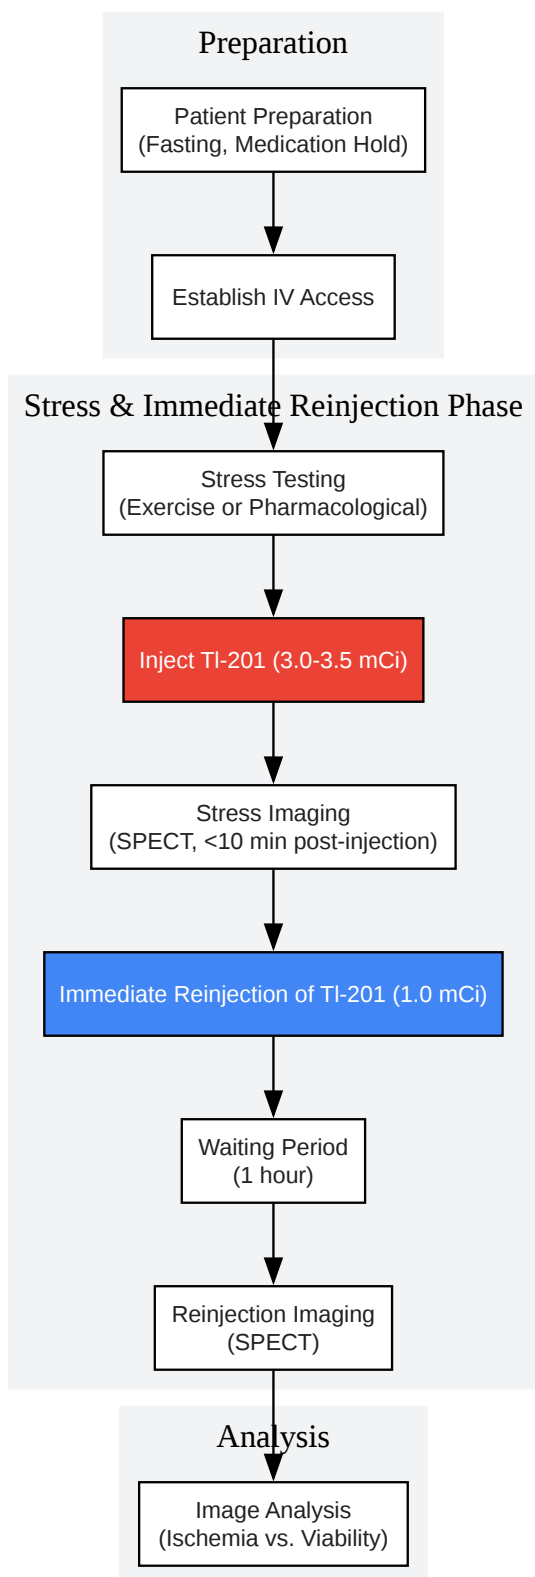 Preparation
Patient Preparation
(Fasting, Medication Hold)
Establish IV Access
Stress & Immediate Reinjection Phase
Stress Testing
(Exercise or Pharmacological)
Inject Tl-201 (3.0-3.5 mCi)
Stress Imaging
(SPECT, <10 min post-injection)
Immediate Reinjection of Tl-201 (1.0 mCi)
Waiting Period
(1 hour)
Reinjection Imaging
(SPECT)
Analysis
Image Analysis
(Ischemia vs. Viability)